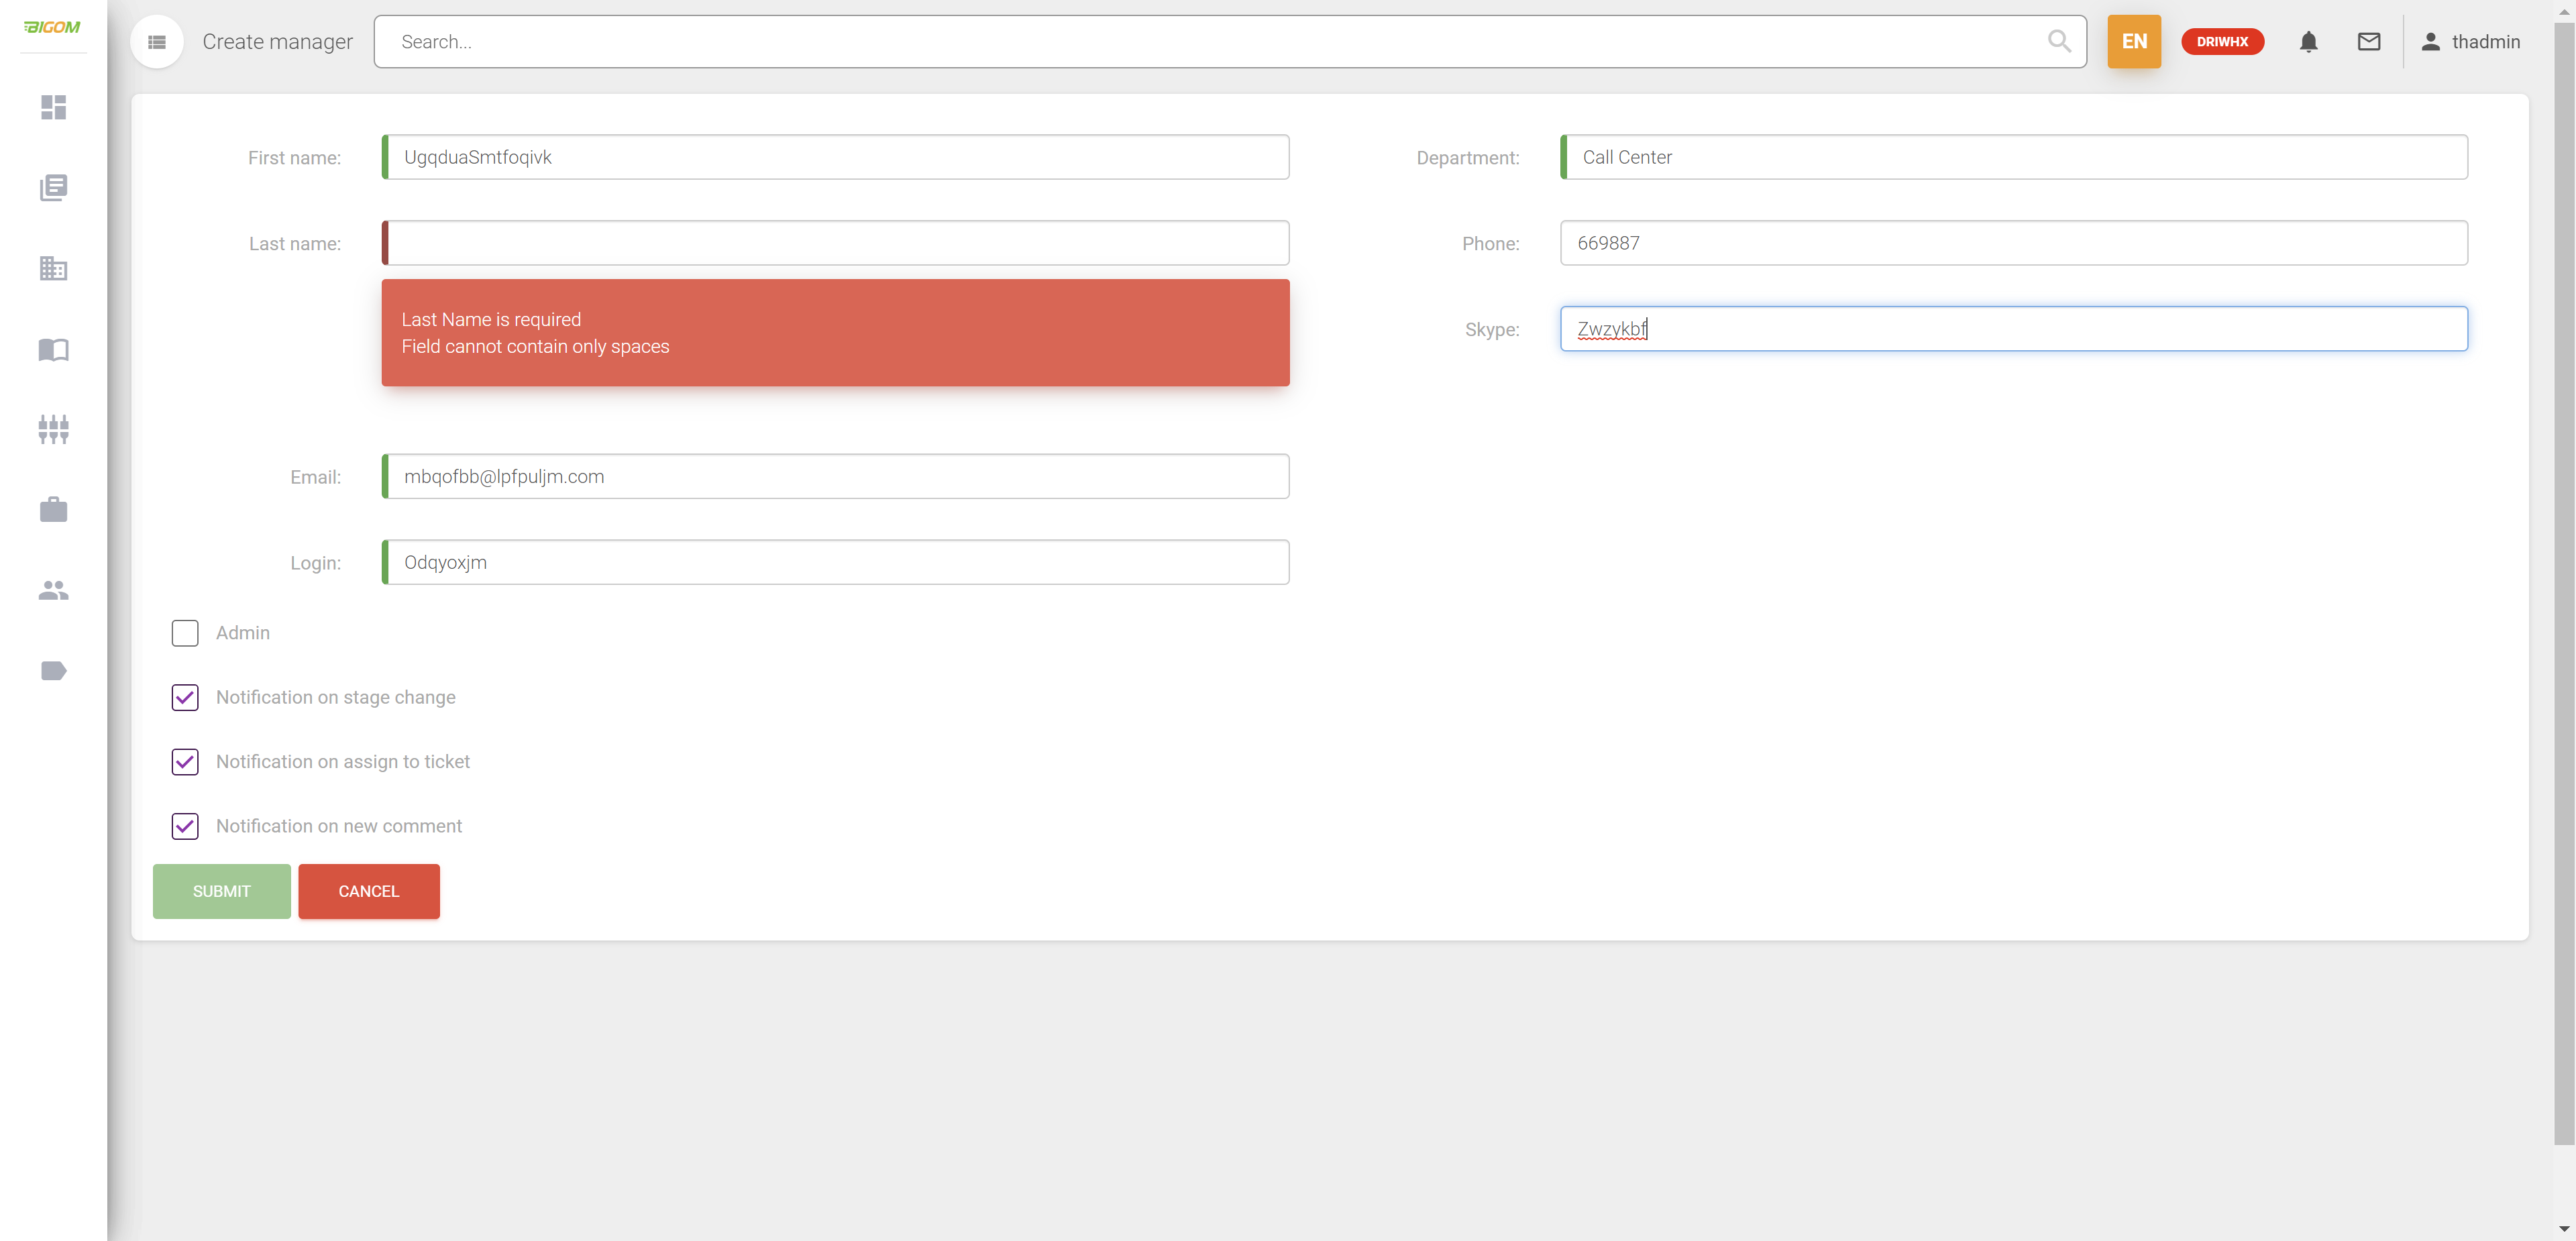 BIGOM
Create manager
Search...
EN
DRIWHX
thadmin
First name:
UgqduaSmtfoqivk
Department:
Call Center
Last name:
Phone:
669887
Last Name is required
Field cannot contain only spaces
Skype:
Zwzykbf
Email:
mbqofbb@lpfpuljm.com
Login:
Odqyoxjm
Admin
Notification on stage change
Notification on assign to ticket
Notification on new comment
SUBMIT
CANCEL